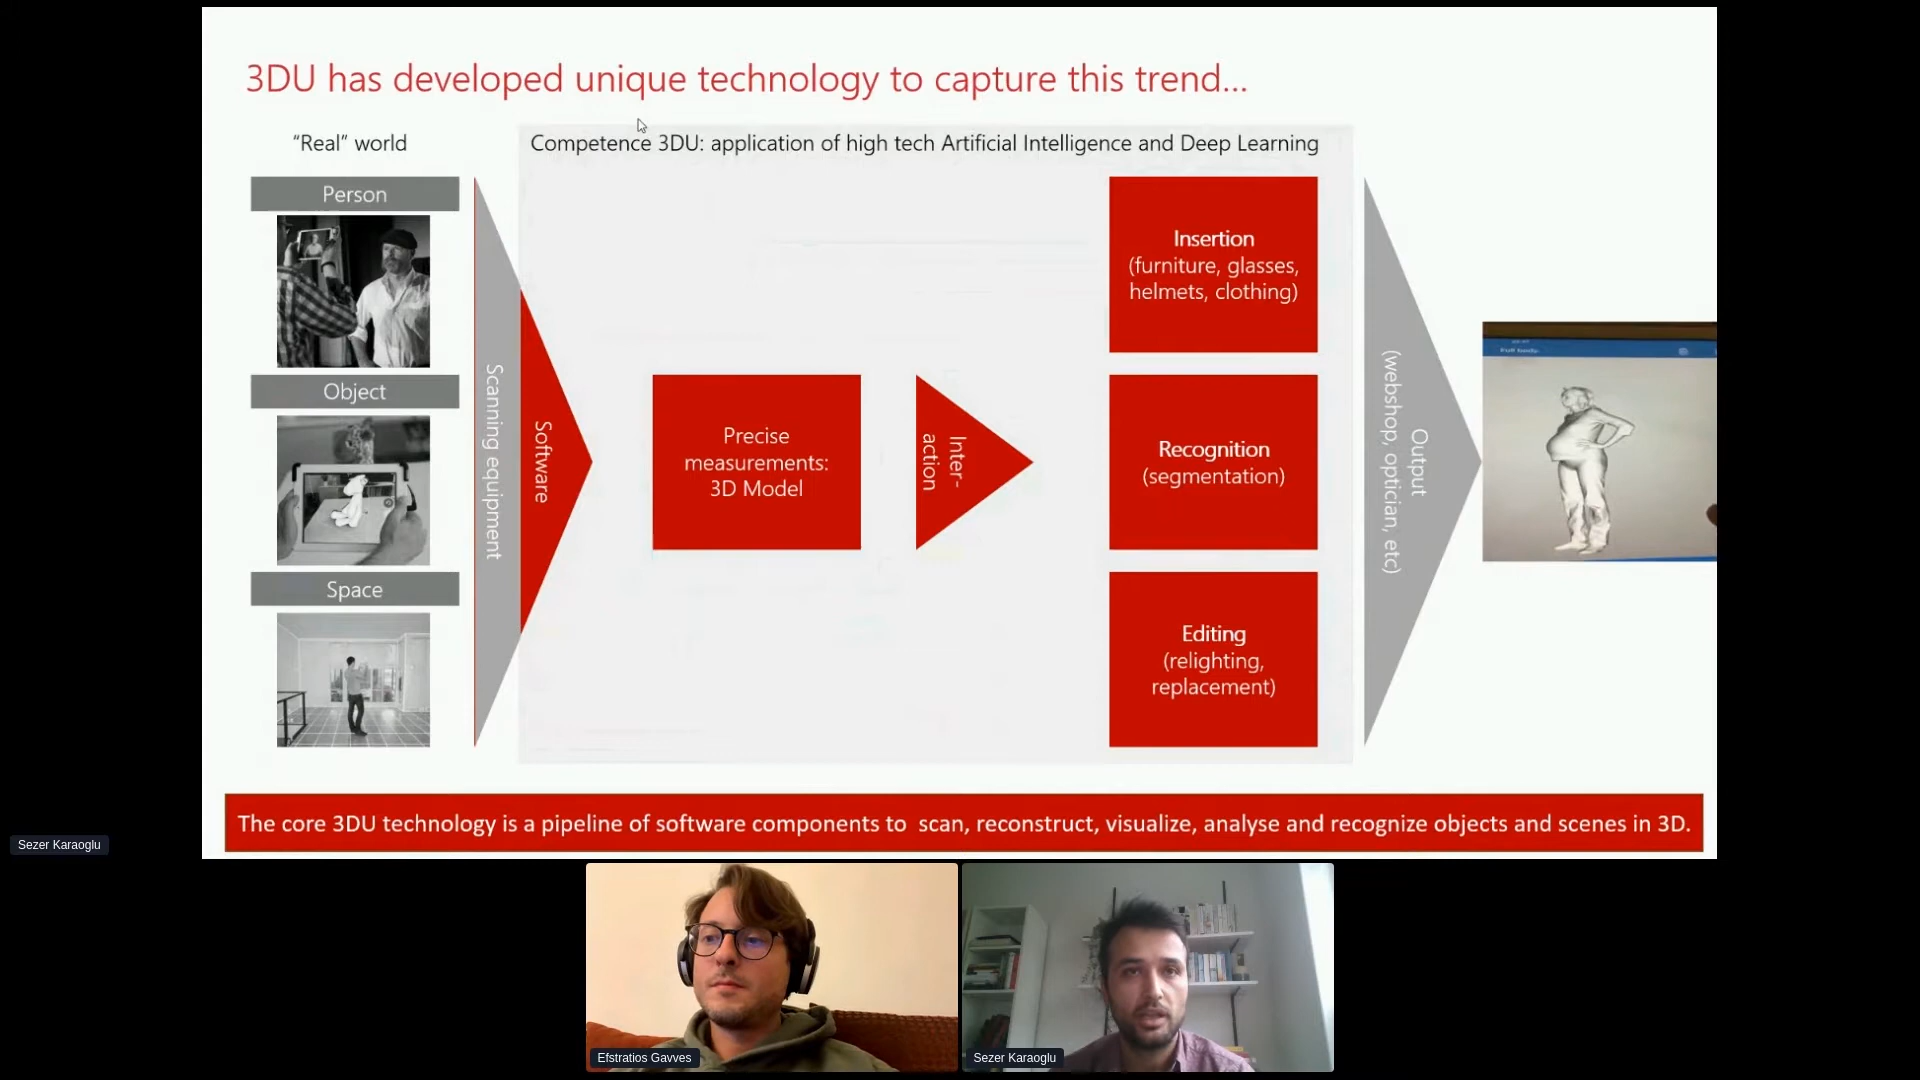 3DU has developed unique technology to capture this trend...
"Real" world
Competence 3DU: application of high tech Artificial Intelligence and Deep Learning
Person
Object
Space
Scanning equipment
Software
Precise
measurements:
3D Model
Inter-
action
Insertion
(furniture, glasses,
helmets, clothing)
Recognition
(segmentation)
Editing
(relighting,
replacement)
Output
(webshop, optician, etc)
The core 3DU technology is a pipeline of software components to scan, reconstruct, visualize, analyse and recognize objects and scenes in 3D.
Sezer Karaoglu
Efstratios Gavves
Sezer Karaoglu